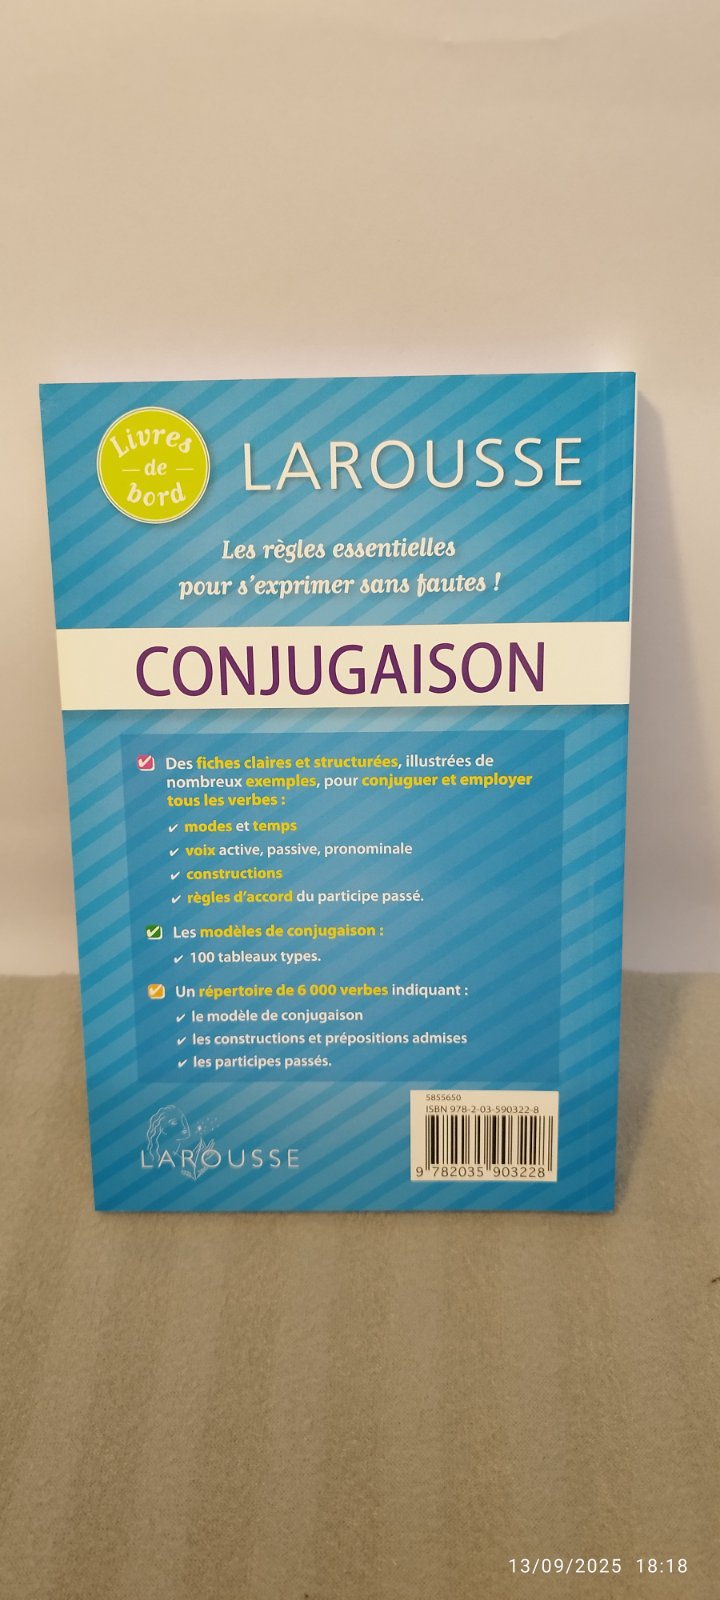 Livres
de
bord
LAROUSSE
Les règles essentielles
pour s'exprimer sans fautes !
CONJUGAISON
Des fiches claires et structurées, illustrées de
nombreux exemples, pour conjuguer et employer
tous les verbes :
✓ modes et temps
✓ voix active, passive, pronominale
✓ constructions
✓ règles d'accord du participe passé.
Les modèles de conjugaison :
✓ 100 tableaux types.
Un répertoire de 6 000 verbes indiquant :
✓ le modèle de conjugaison
✓ les constructions et prépositions admises
✓ les participes passés.
LAROUSSE
5855650
ISBN 978-2-03-590322-8
9 782035 903228
13/09/2025 18:18